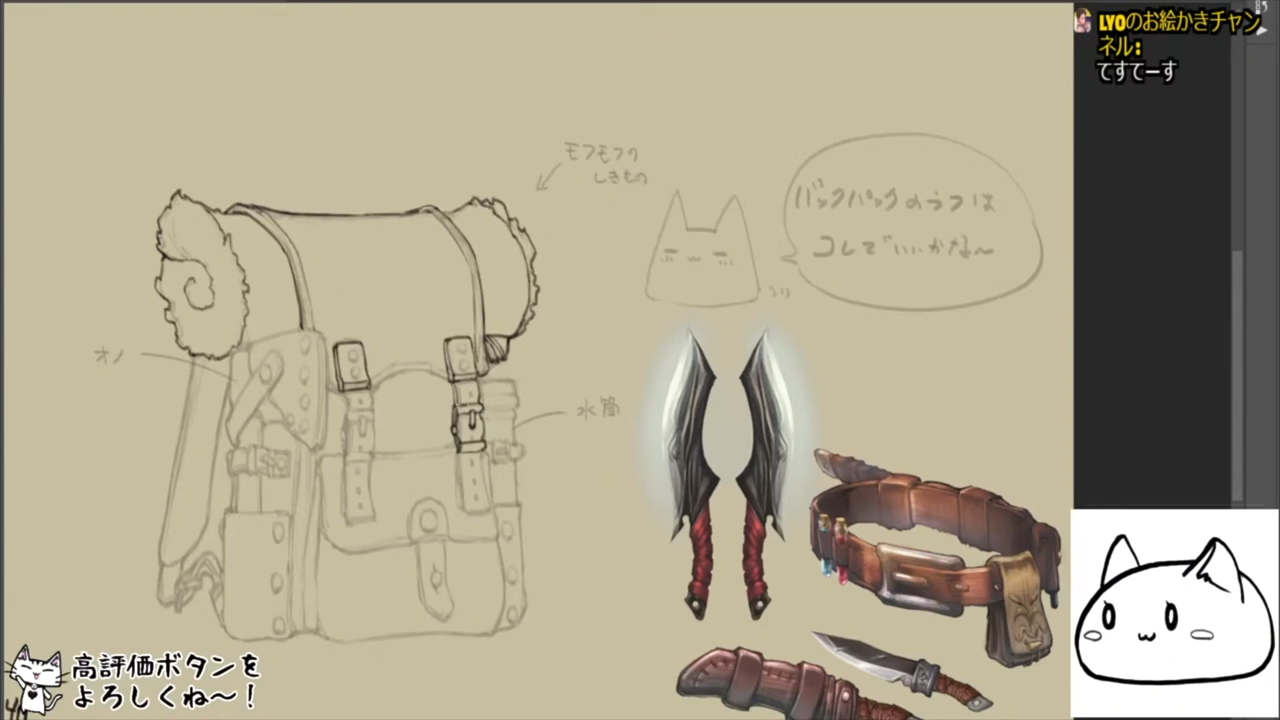 LYOのお絵かきチャン
ネル:
てすてーす
モフモフの
しきもの
バックパックのラフは
コレでいいかな〜
オノ
水筒
高評価ボタンを
よろしくね〜!